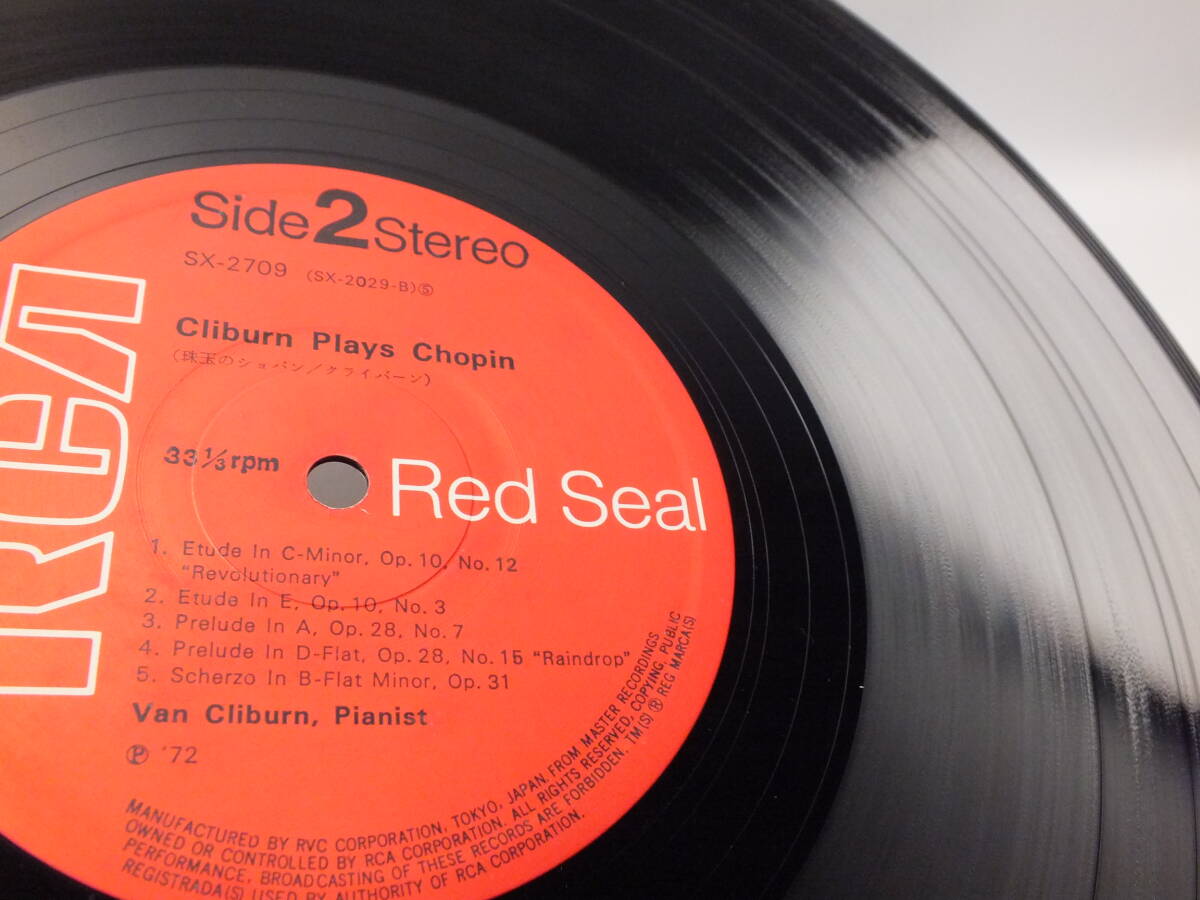 Side 2 Stereo
SX-2709 (SX-2029-B)⑤
Cliburn Plays Chopin
(珠玉のショパン/クライバーン)
RCA
33⅓rpm
Red Seal
1. Etude In C-Minor, Op. 10, No. 12
"Revolutionary"
2. Etude In E, Op. 10, No. 3
3. Prelude In A, Op. 28, No. 7
4. Prelude In D-Flat, Op. 28, No. 15 "Raindrop"
5. Scherzo In B-Flat Minor, Op. 31
Van Cliburn, Pianist
Ⓟ '72
MANUFACTURED BY RVC CORPORATION, TOKYO, JAPAN. FROM MASTER RECORDINGS
OWNED OR CONTROLLED BY RCA CORPORATION. ALL RIGHTS RESERVED, COPYING, PUBLIC
PERFORMANCE, BROADCASTING OF THESE RECORDS ARE FORBIDDEN. TM(S) ® REG MARCA(S)
REGISTRADA(S) USED BY AUTHORITY OF RCA CORPORATION.